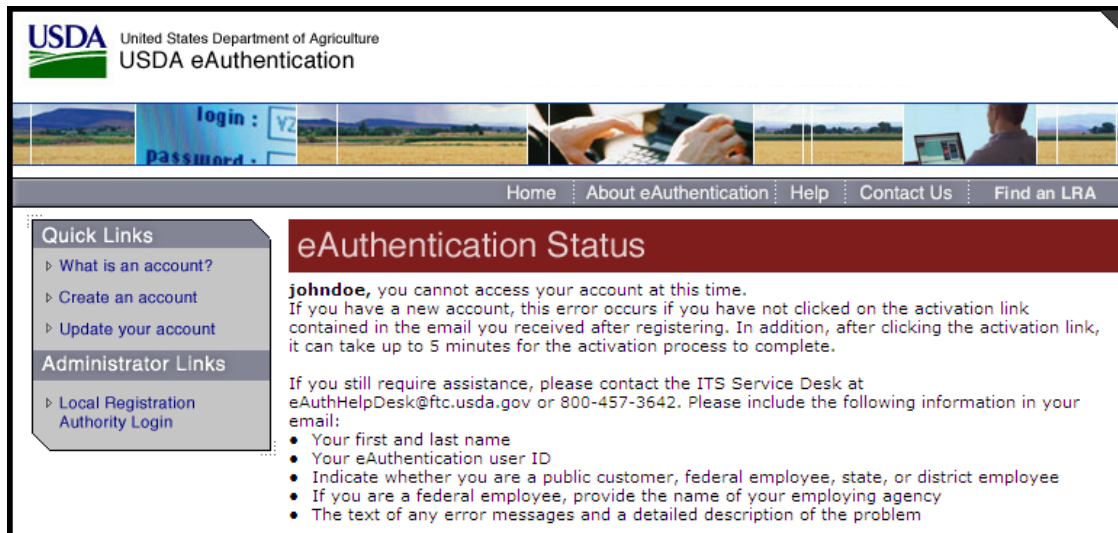 USDA
United States Department of Agriculture
USDA eAuthentication
login : VZ
password :
Home About eAuthentication Help Contact Us Find an LRA
Quick Links
What is an account?
Create an account
Update your account
Administrator Links
Local Registration
Authority Login
eAuthentication Status
johndoe, you cannot access your account at this time.
If you have a new account, this error occurs if you have not clicked on the activation link
contained in the email you received after registering. In addition, after clicking the activation link,
it can take up to 5 minutes for the activation process to complete.
If you still require assistance, please contact the ITS Service Desk at
eAuthHelpDesk@ftc.usda.gov or 800-457-3642. Please include the following information in your
email:
● Your first and last name
● Your eAuthentication user ID
● Indicate whether you are a public customer, federal employee, state, or district employee
● If you are a federal employee, provide the name of your employing agency
● The text of any error messages and a detailed description of the problem